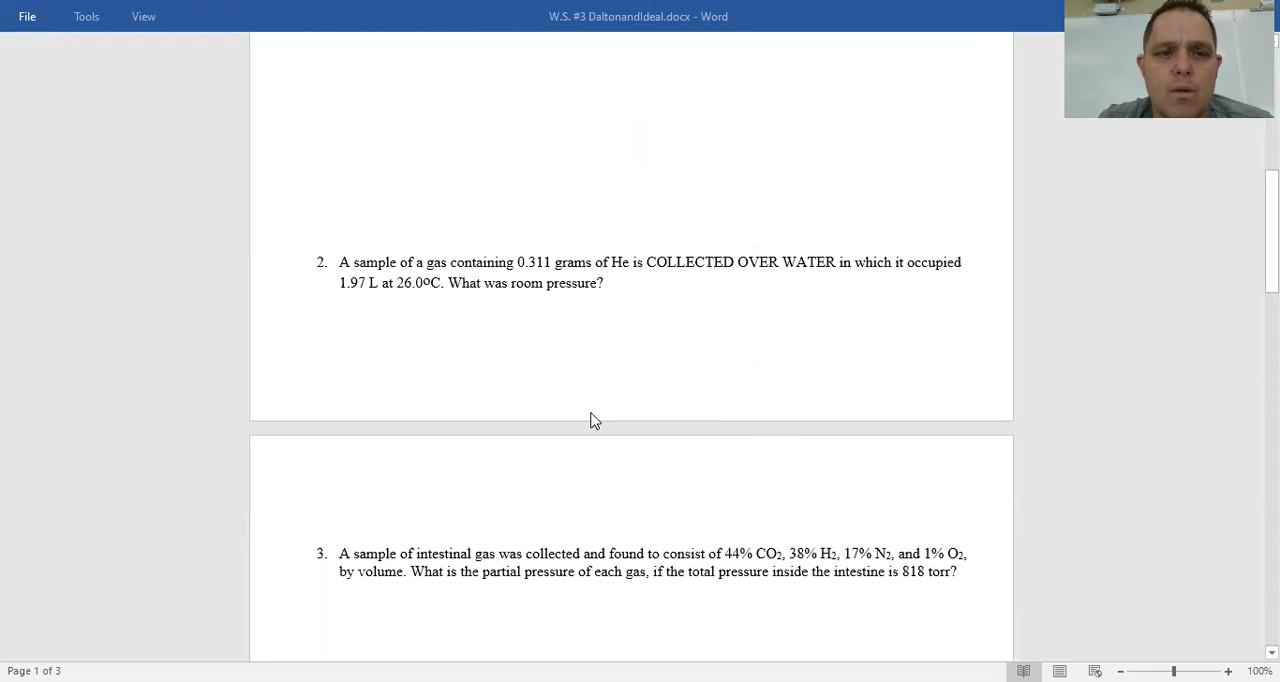 File Tools View W.S. #3 DaltonandIdeal.docx - Word
2. A sample of a gas containing 0.311 grams of He is COLLECTED OVER WATER in which it occupied
1.97 L at 26.0ºC. What was room pressure?
3. A sample of intestinal gas was collected and found to consist of 44% CO₂, 38% H₂, 17% N₂, and 1% O₂,
by volume. What is the partial pressure of each gas, if the total pressure inside the intestine is 818 torr?
Page 1 of 3 100%